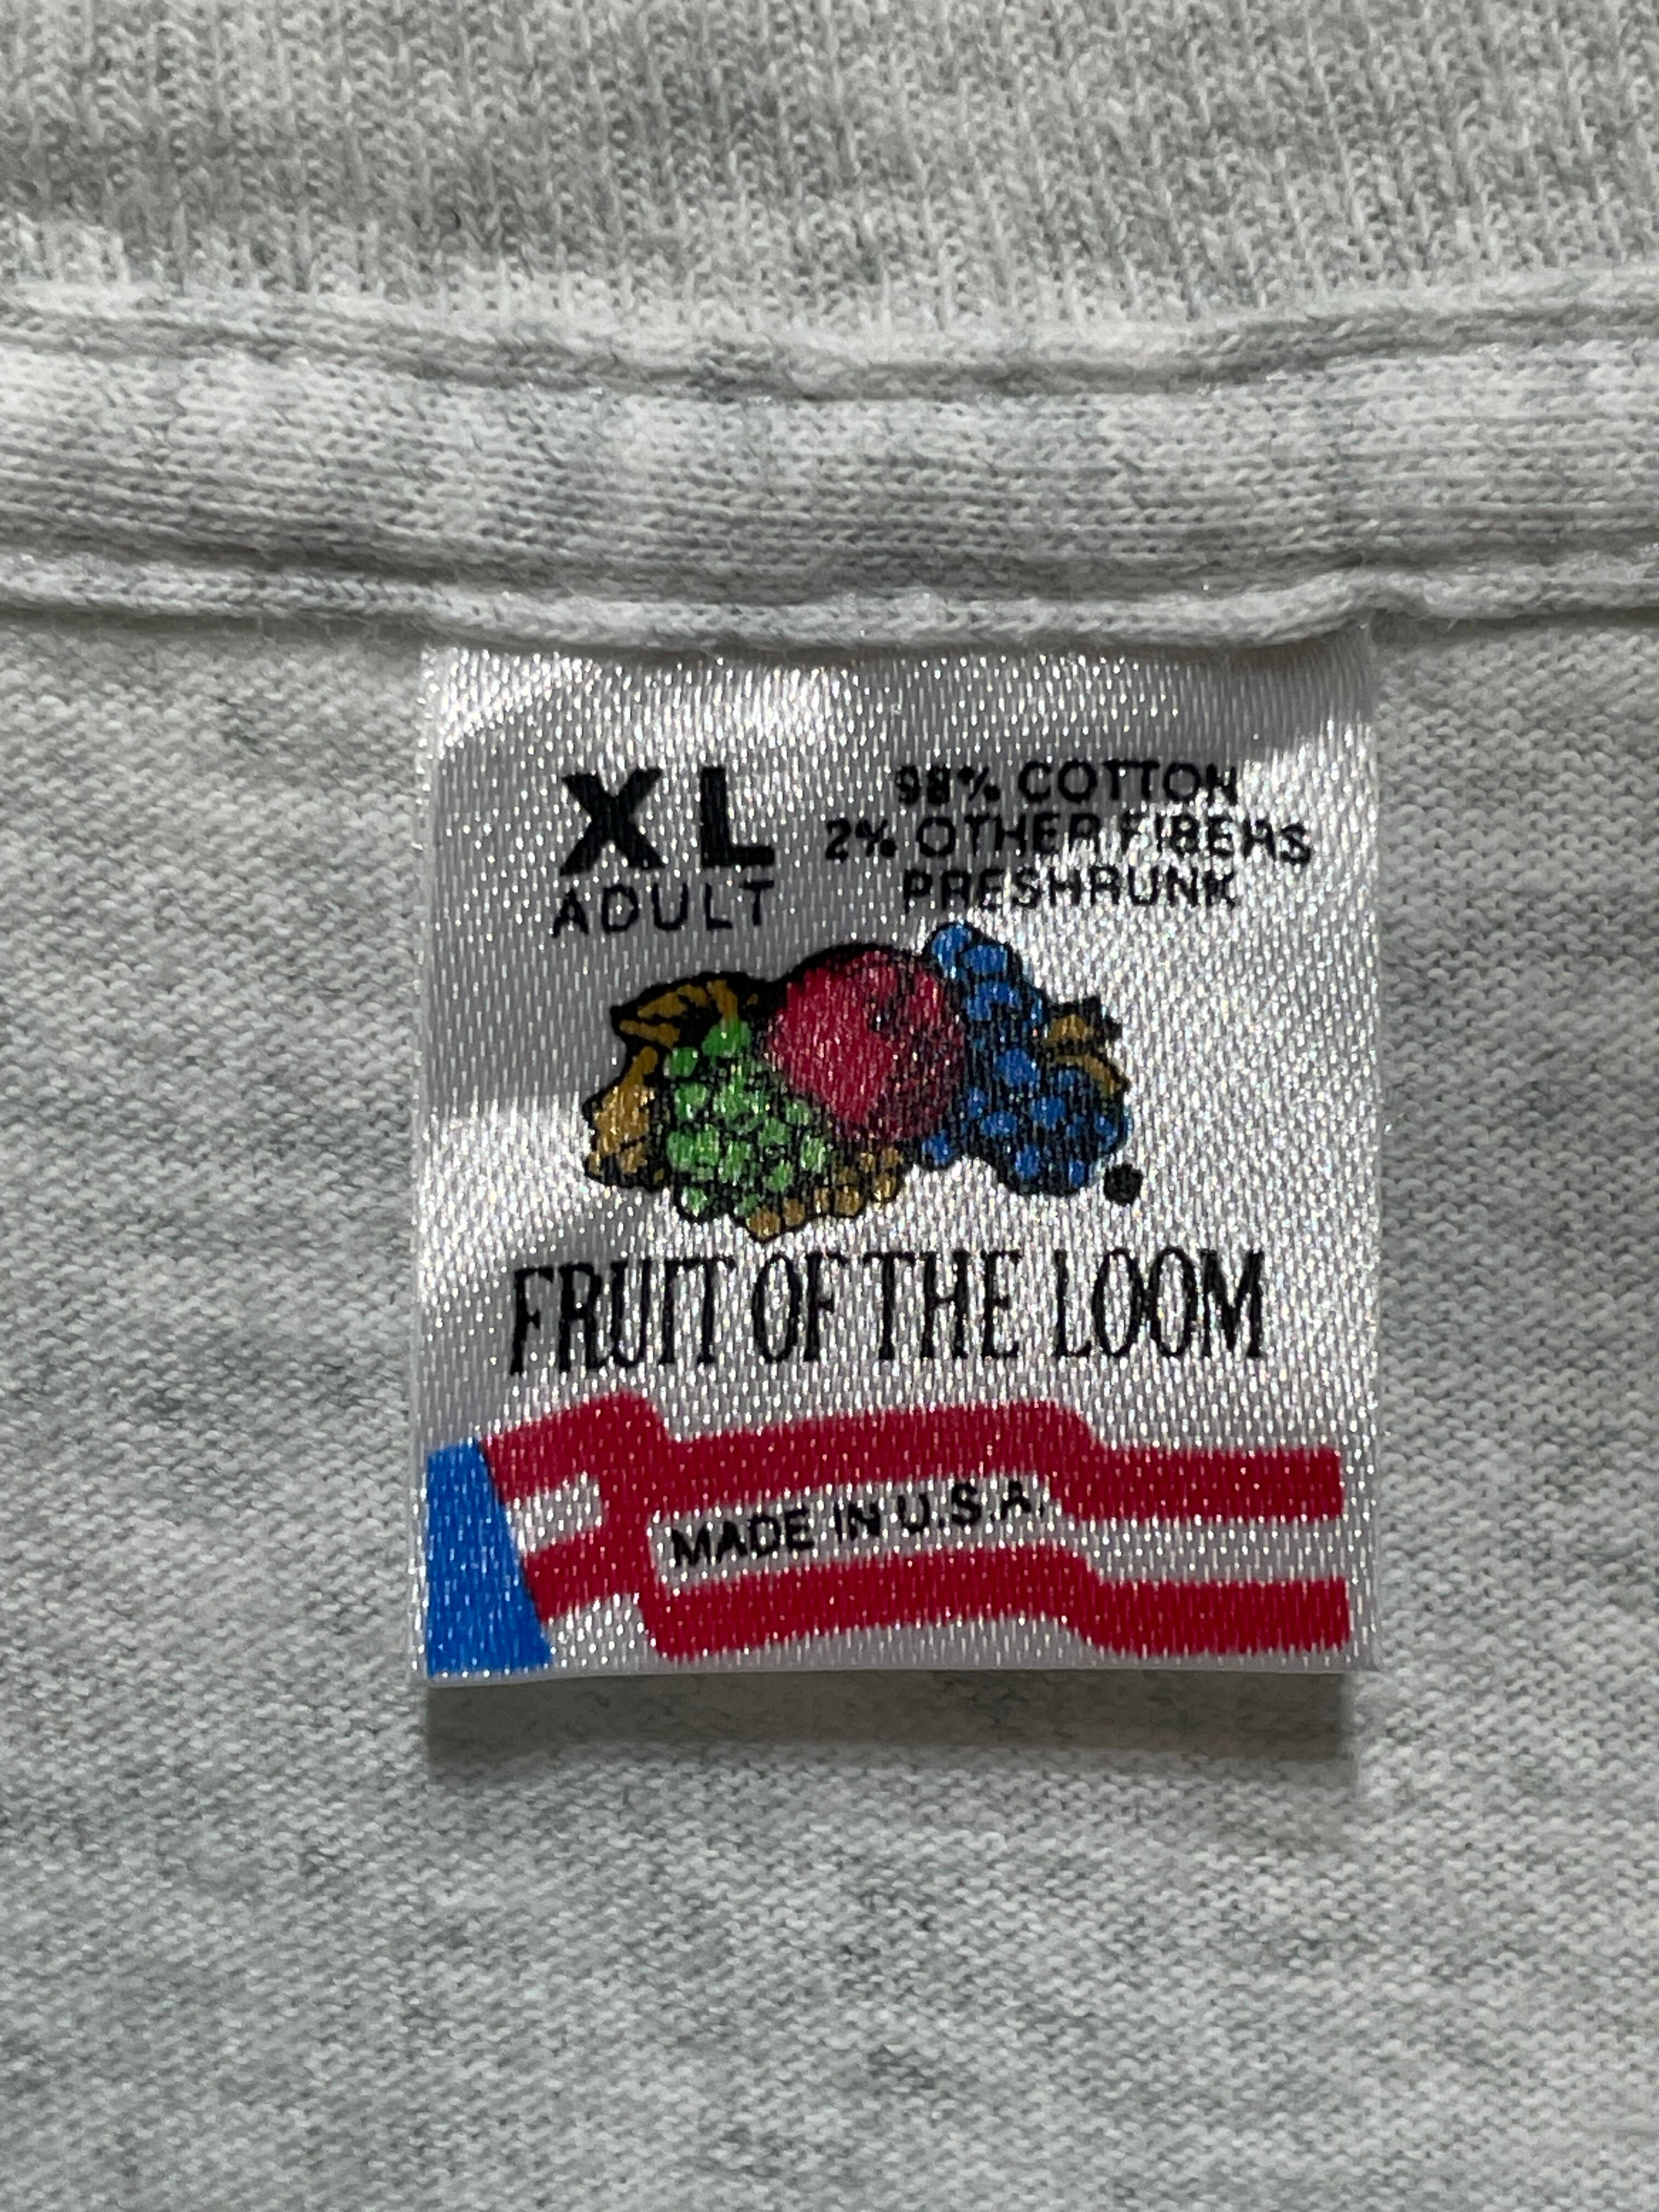 XL
ADULT
98% COTTON
2% OTHER FIBERS
PRESHRUNK
FRUIT OF THE LOOM
MADE IN U.S.A.